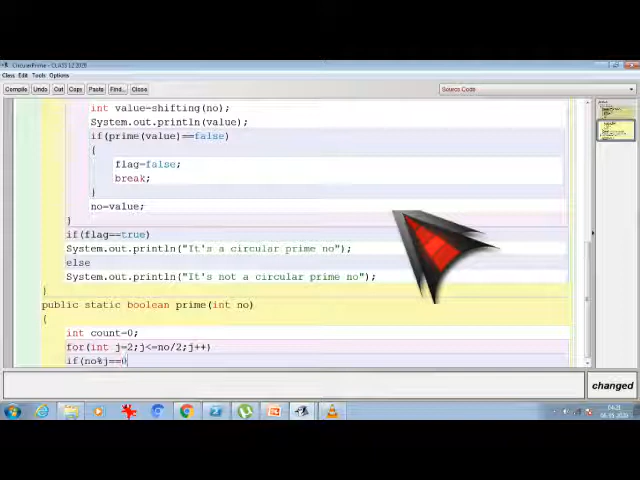 CircularPrime - CLASS 12 2020
Class Edit Tools Options
Compile Undo Cut Copy Paste Find... Close Source Code
int value=shifting(no);
System.out.println(value);
if(prime(value)==false)
{
flag=false;
break;
}
no=value;
}
if(flag==true)
System.out.println("It's a circular prime no");
else
System.out.println("It's not a circular prime no");
}
public static boolean prime(int no)
{
int count=0;
for(int j=2;j<=no/2;j++)
if(no%j==0
changed